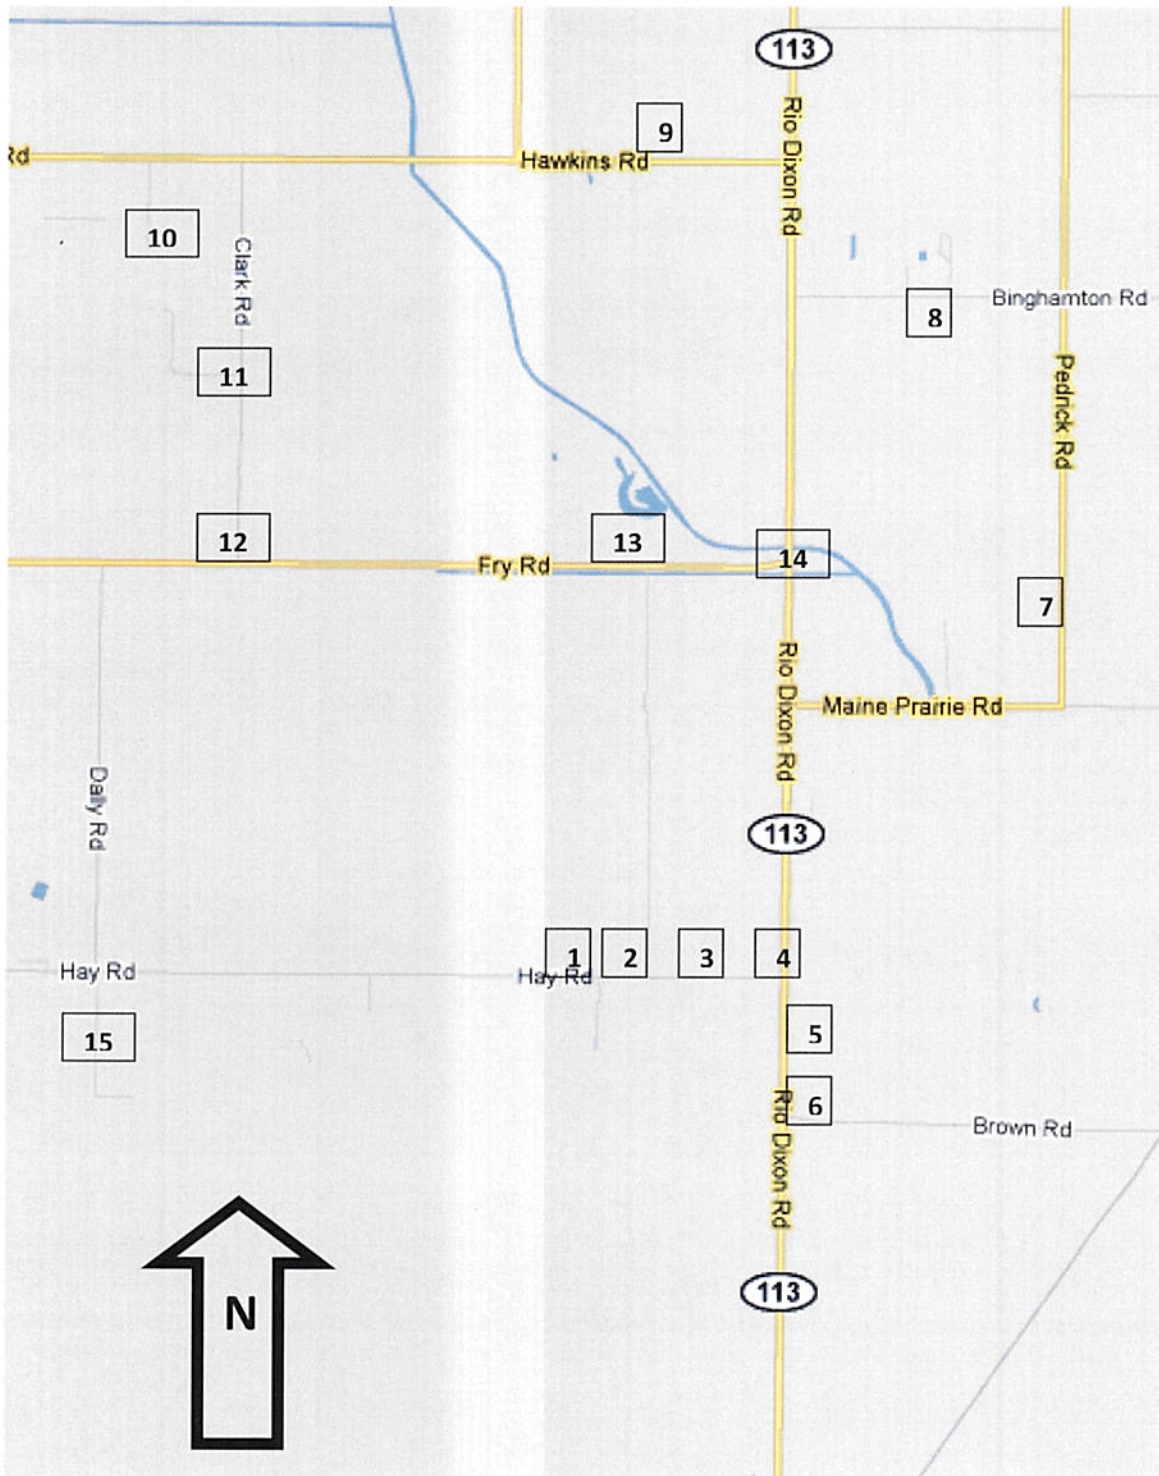 113
9
Rd
Hawkins Rd
Rio Dixon Rd
10
Clark Rd
8
Binghamton Rd
11
Pedrick Rd
12
13
14
Fry Rd
7
Rio Dixon Rd
Maine Prairie Rd
Dally Rd
113
1
2
3
4
Hay Rd
Hay Rd
5
15
6
Rio Dixon Rd
Brown Rd
N
113